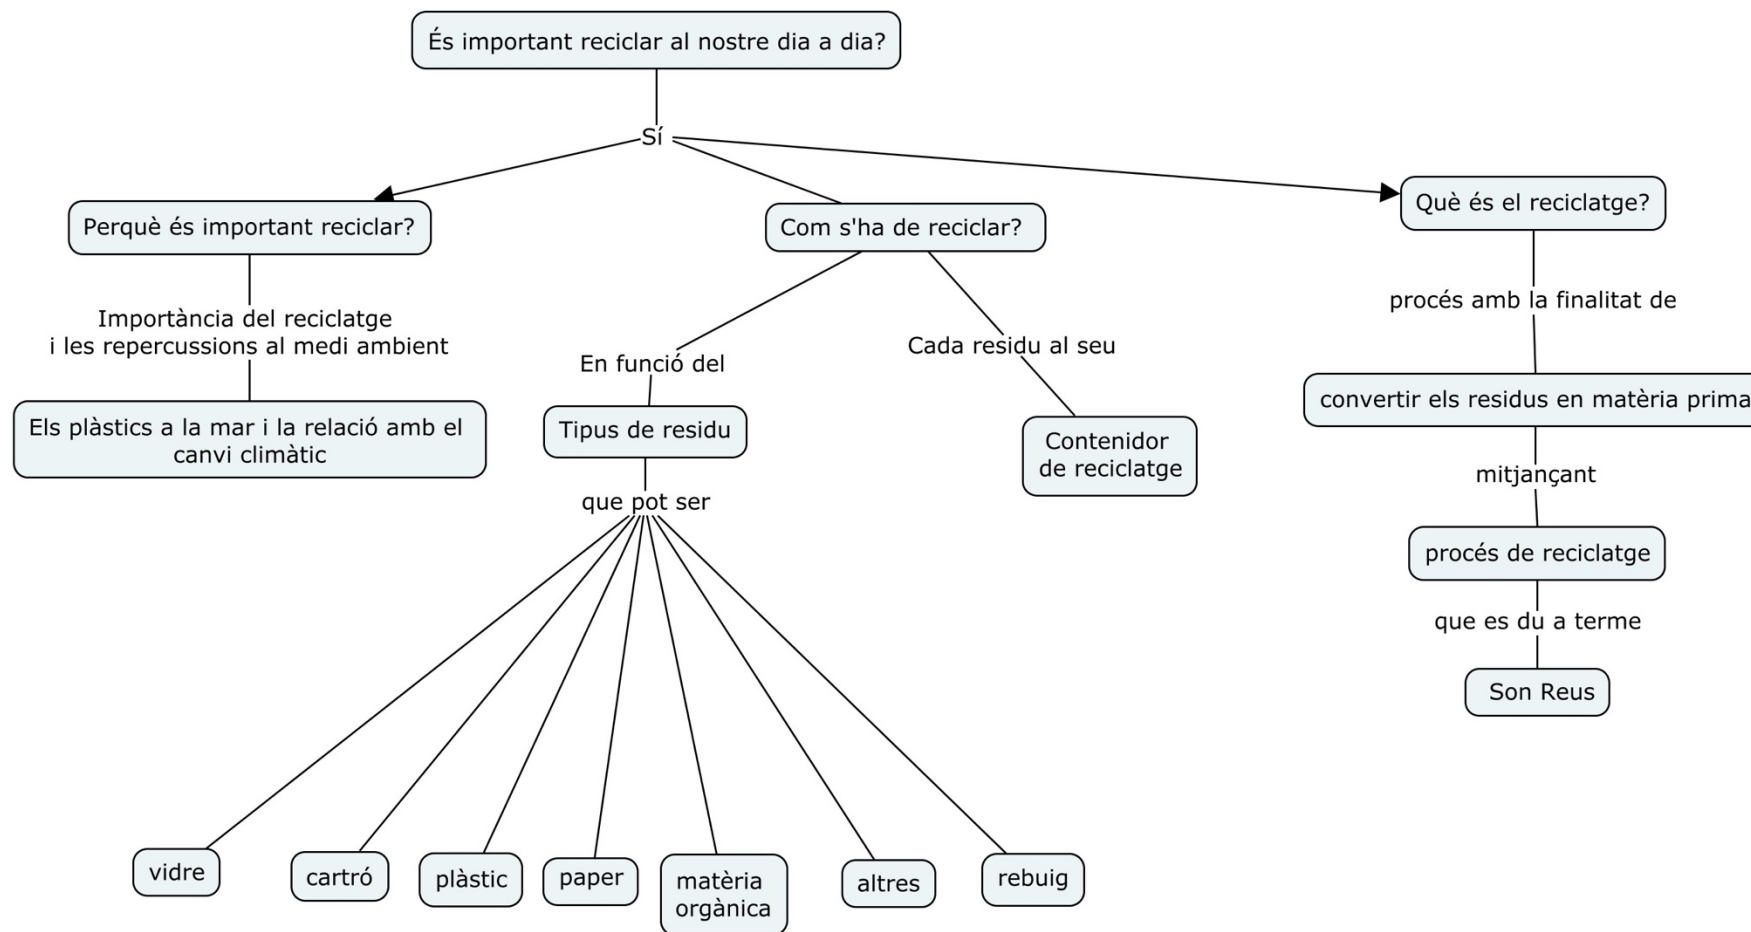 És important reciclar al nostre dia a dia?
Sí
Perquè és important reciclar?
Importància del reciclatge
i les repercussions al medi ambient
Els plàstics a la mar i la relació amb el
canvi climàtic
Com s'ha de reciclar?
En funció del
Tipus de residu
que pot ser
vidre
cartró
plàstic
paper
matèria
orgànica
altres
rebuig
Cada residu al seu
Contenidor
de reciclatge
Què és el reciclatge?
procés amb la finalitat de
convertir els residus en matèria prima
mitjançant
procés de reciclatge
que es du a terme
Son Reus